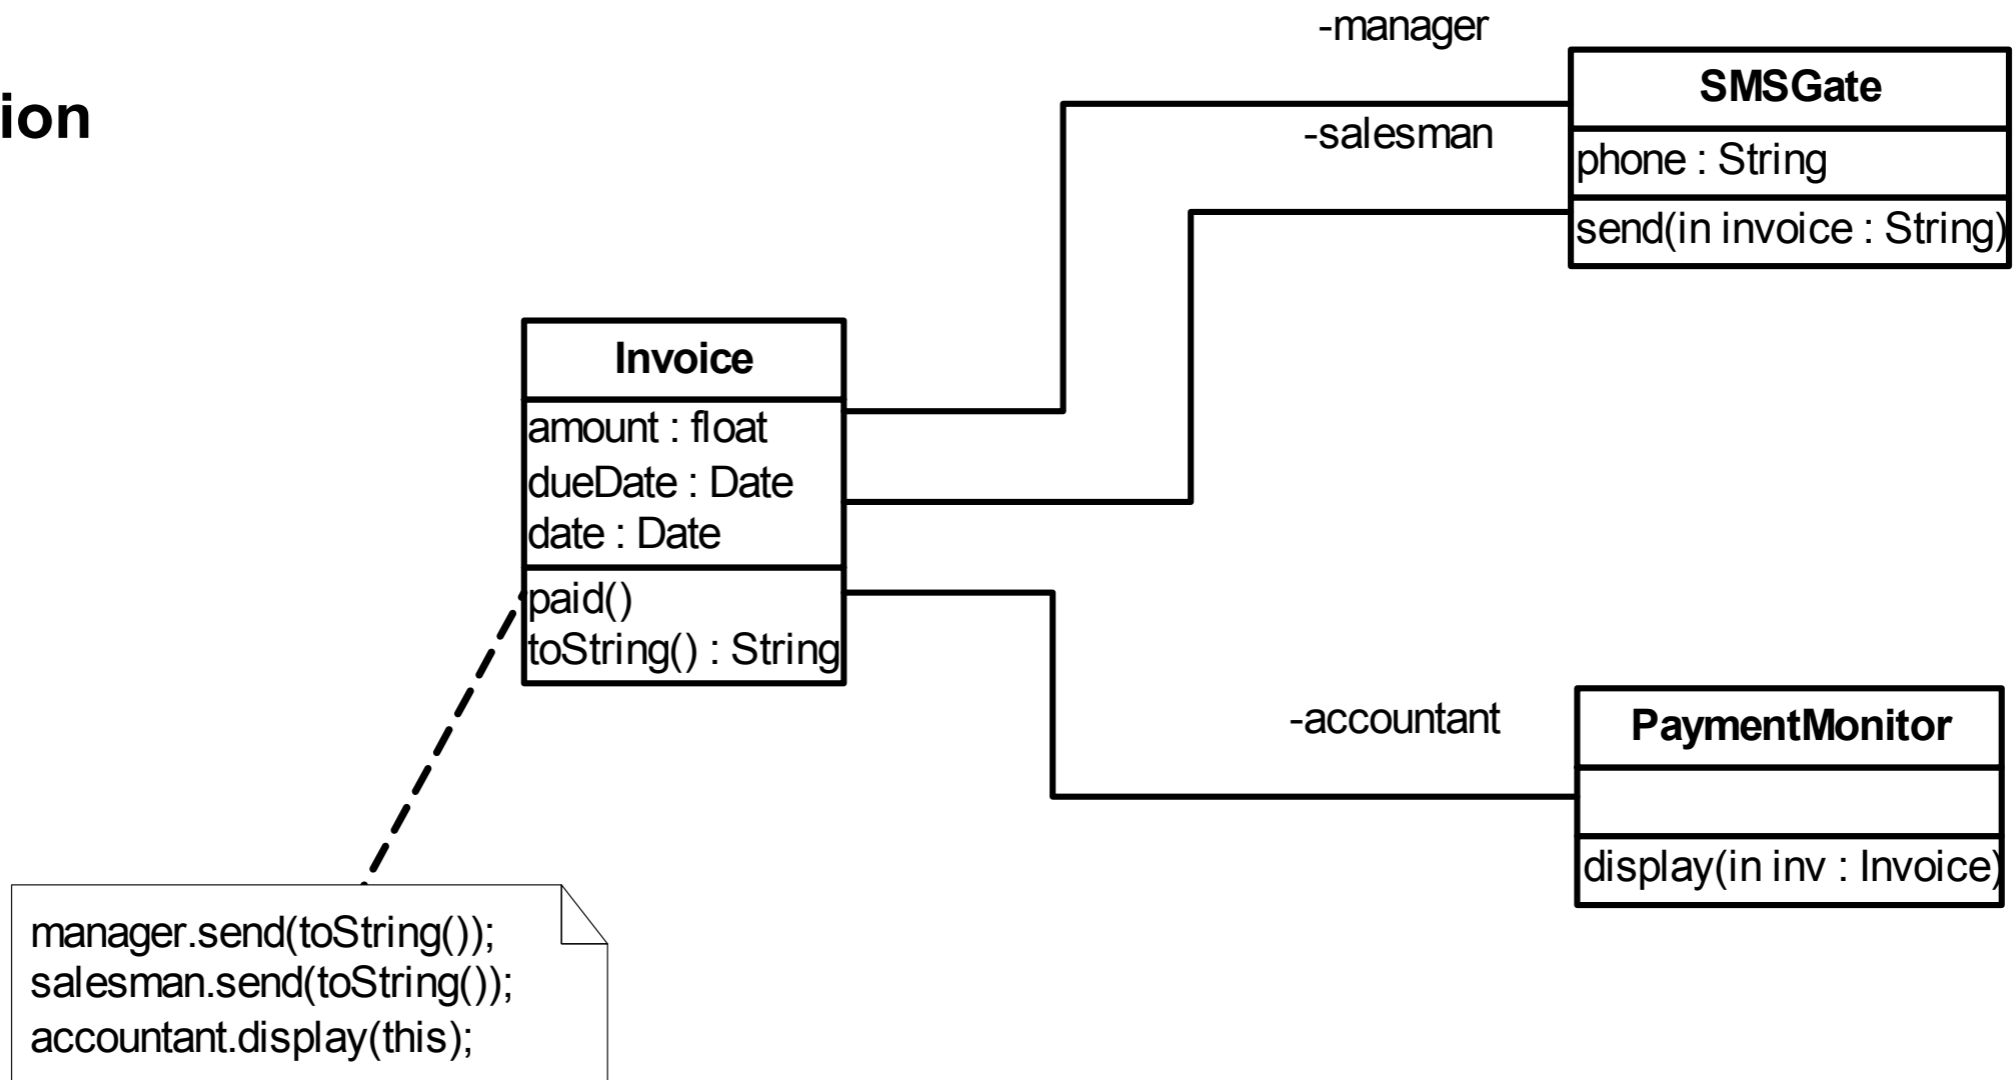 ion
-manager
SMSGate
phone : String
send(in invoice : String)
-salesman
Invoice
amount : float
dueDate : Date
date : Date
paid()
toString() : String
-accountant
PaymentMonitor
display(in inv : Invoice)
manager.send(toString());
salesman.send(toString());
accountant.display(this);